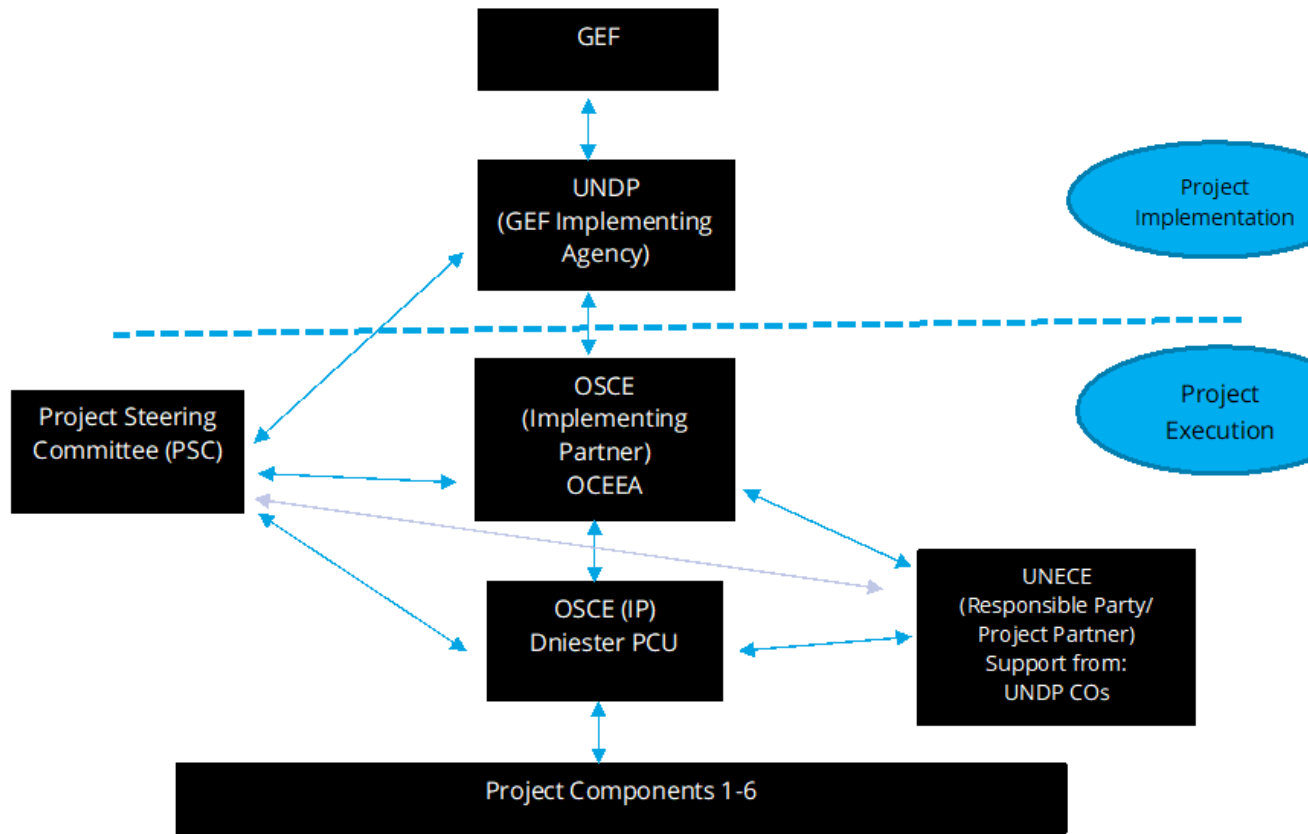 GEF
UNDP
(GEF Implementing
Agency)
Project
Implementation
OSCE
(Implementing
Partner)
OCEEA
Project
Execution
Project Steering
Committee (PSC)
UNECE
(Responsible Party/
Project Partner)
Support from:
UNDP COs
OSCE (IP)
Dniester PCU
Project Components 1-6